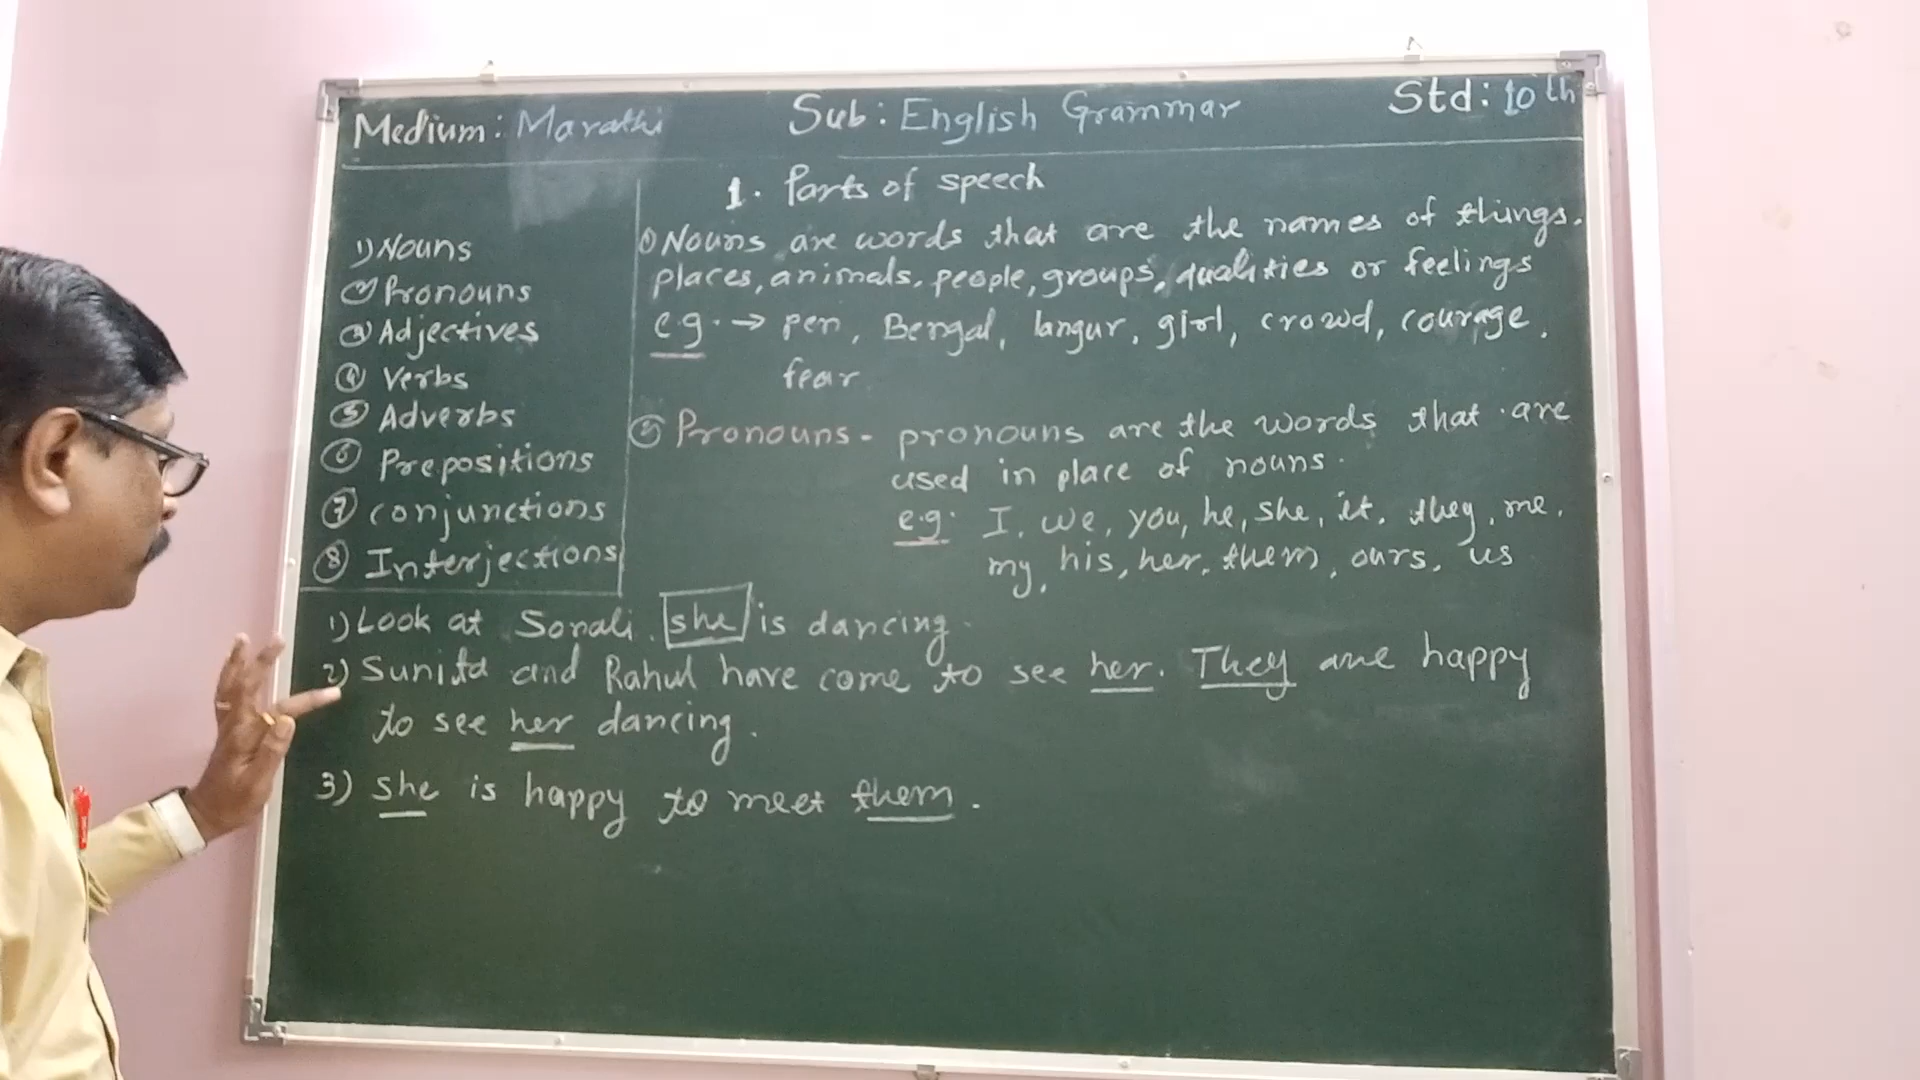 Medium: Marathi Sub: English Grammar Std: 10th
1. Parts of speech
1) Nouns
② Pronouns
③ Adjectives
④ Verbs
⑤ Adverbs
⑥ Prepositions
⑦ conjunctions
⑧ Interjections
① Nouns are words that are the names of things,
places, animals, people, groups, qualities or feelings
e.g. → pen, Bengal, langur, girl, crowd, courage,
fear
② Pronouns - pronouns are the words that are
used in place of nouns.
e.g. I, we, you, he, she, it, they, me,
my, his, her, them, ours, us
1) Look at Sonali. she is dancing.
2) Sunita and Rahul have come to see her. They are happy
to see her dancing.
3) she is happy to meet them.